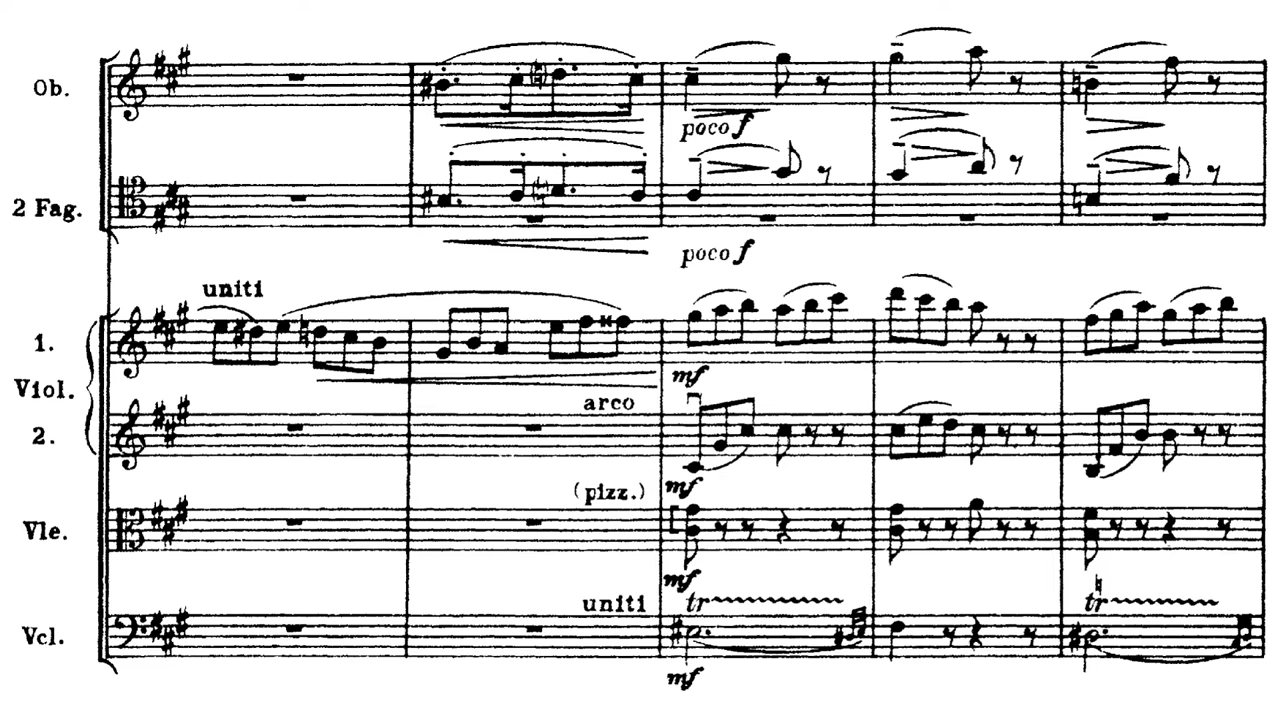 Ob.
poco f
2 Fag.
poco f
uniti
1.
mf
Viol.
arco
2.
(pizz.)
mf
Vle.
mf
uniti
tr
tr
Vcl.
mf